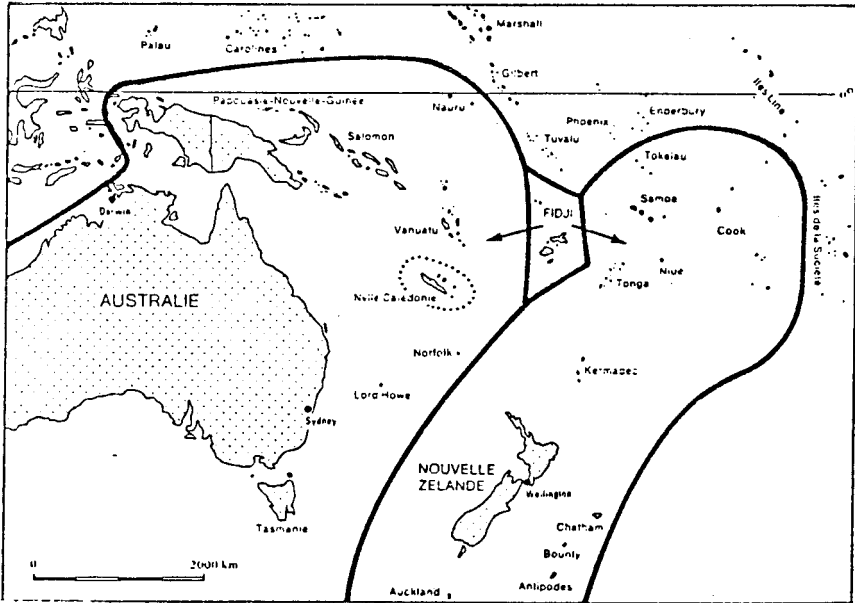 Marshall
Palau
Carolines
Gilbert
0°
Iles Line
Papouasie-Nouvelle-Guinée
Nauru
Enderbury
Phoenix
Salomon
Tuvalu
Tokelau
Darwin
FIDJI
Samoa
Vanuatu
Cook
Iles de la Société
Niue
Tonga
Nvlle Calédonie
AUSTRALIE
Norfolk
Kermadec
Lord Howe
Sydney
NOUVELLE
ZELANDE
Wellington
Chatham
Tasmanie
Bounty
0 2000 km
Antipodes
Auckland